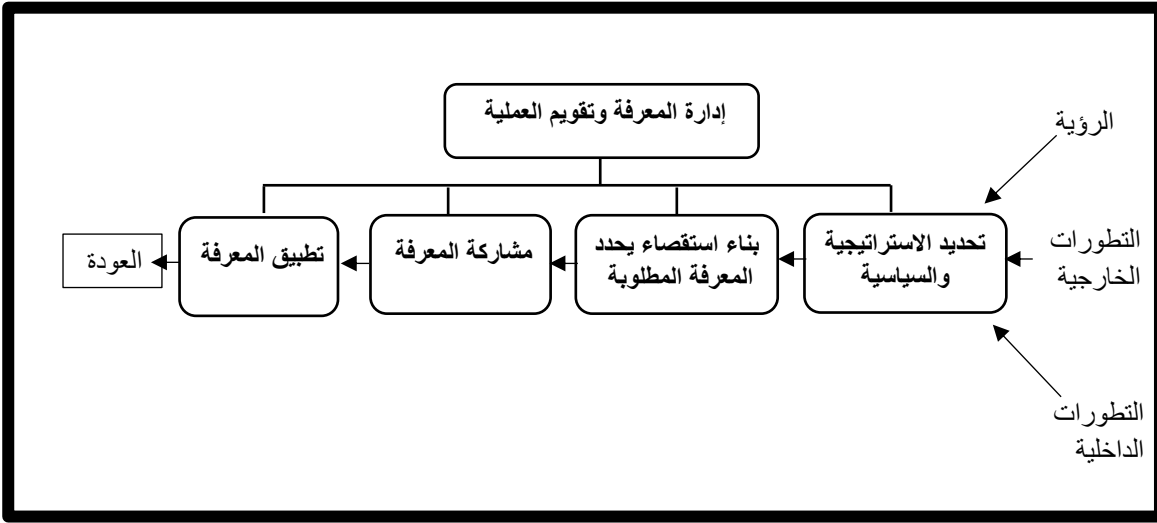 إدارة المعرفة وتقويم العملية
الرؤية
التطورات
الخارجية
التطورات
الداخلية
تحديد الاستراتيجية
والسياسية
بناء استقصاء يحدد
المعرفة المطلوبة
مشاركة المعرفة
تطبيق المعرفة
العودة